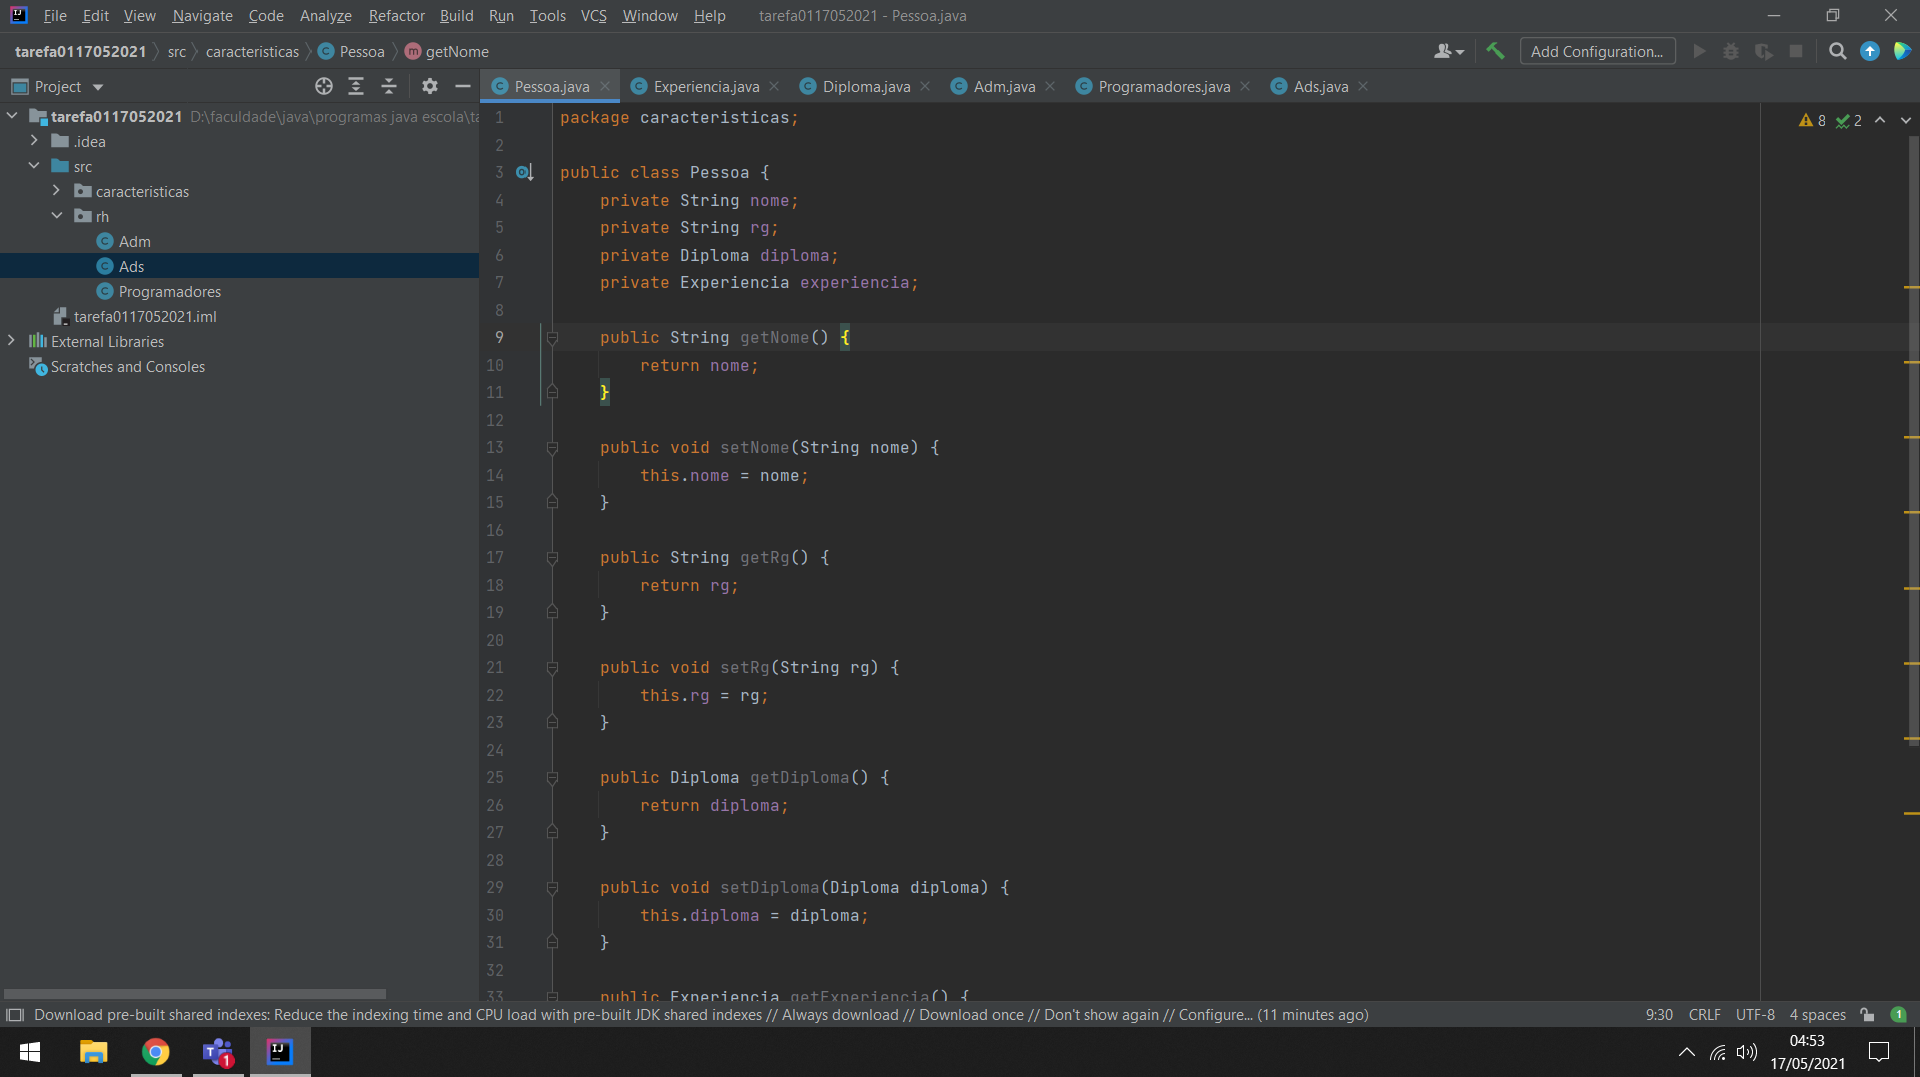 File Edit View Navigate Code Analyze Refactor Build Run Tools VCS Window Help tarefa0117052021 - Pessoa.java
tarefa0117052021 src caracteristicas Pessoa getNome
Add Configuration...
Project
Pessoa.java Experiencia.java Diploma.java Adm.java Programadores.java Ads.java
tarefa0117052021 D:\faculdade\java\programas java escola\ta
.idea
src
caracteristicas
rh
Adm
Ads
Programadores
tarefa0117052021.iml
External Libraries
Scratches and Consoles
8 2
1 package caracteristicas;
2
3 public class Pessoa {
4 private String nome;
5 private String rg;
6 private Diploma diploma;
7 private Experiencia experiencia;
8
9 public String getNome() {
10 return nome;
11 }
12
13 public void setNome(String nome) {
14 this.nome = nome;
15 }
16
17 public String getRg() {
18 return rg;
19 }
20
21 public void setRg(String rg) {
22 this.rg = rg;
23 }
24
25 public Diploma getDiploma() {
26 return diploma;
27 }
28
29 public void setDiploma(Diploma diploma) {
30 this.diploma = diploma;
31 }
32
33 public Experiencia getExperiencia() {
Download pre-built shared indexes: Reduce the indexing time and CPU load with pre-built JDK shared indexes // Always download // Download once // Don't show again // Configure... (11 minutes ago)
9:30 CRLF UTF-8 4 spaces 1
1
IJ
04:53
17/05/2021